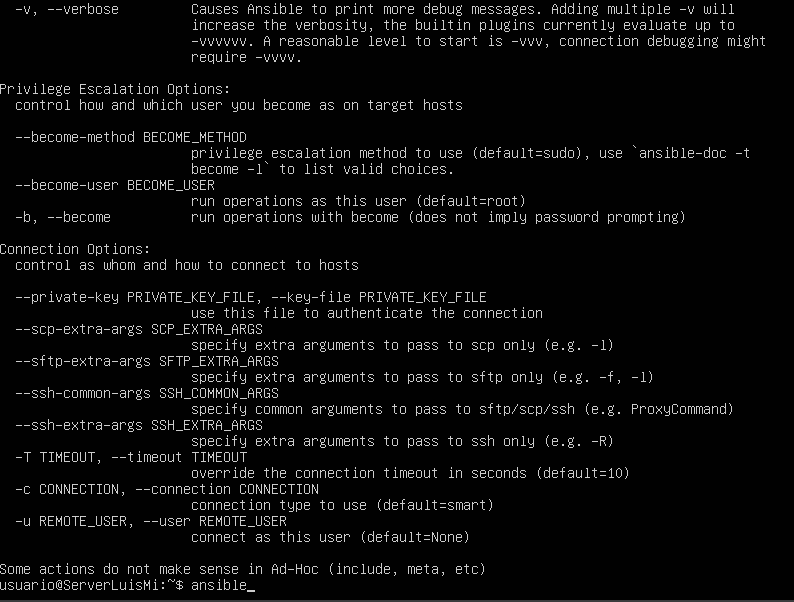 -v, --verbose         Causes Ansible to print more debug messages. Adding multiple -v will
                        increase the verbosity, the builtin plugins currently evaluate up to
                        -vvvvvv. A reasonable level to start is -vvv, connection debugging might
                        require -vvvv.

Privilege Escalation Options:
  control how and which user you become as on target hosts

  --become-method BECOME_METHOD
                        privilege escalation method to use (default=sudo), use `ansible-doc -t
                        become -l` to list valid choices.
  --become-user BECOME_USER
                        run operations as this user (default=root)
  -b, --become          run operations with become (does not imply password prompting)

Connection Options:
  control as whom and how to connect to hosts

  --private-key PRIVATE_KEY_FILE, --key-file PRIVATE_KEY_FILE
                        use this file to authenticate the connection
  --scp-extra-args SCP_EXTRA_ARGS
                        specify extra arguments to pass to scp only (e.g. -l)
  --sftp-extra-args SFTP_EXTRA_ARGS
                        specify extra arguments to pass to sftp only (e.g. -f, -l)
  --ssh-common-args SSH_COMMON_ARGS
                        specify common arguments to pass to sftp/scp/ssh (e.g. ProxyCommand)
  --ssh-extra-args SSH_EXTRA_ARGS
                        specify extra arguments to pass to ssh only (e.g. -R)
  -T TIMEOUT, --timeout TIMEOUT
                        override the connection timeout in seconds (default=10)
  -c CONNECTION, --connection CONNECTION
                        connection type to use (default=smart)
  -u REMOTE_USER, --user REMOTE_USER
                        connect as this user (default=None)

Some actions do not make sense in Ad-Hoc (include, meta, etc)
usuario@ServerLuisMi:~$ ansible_